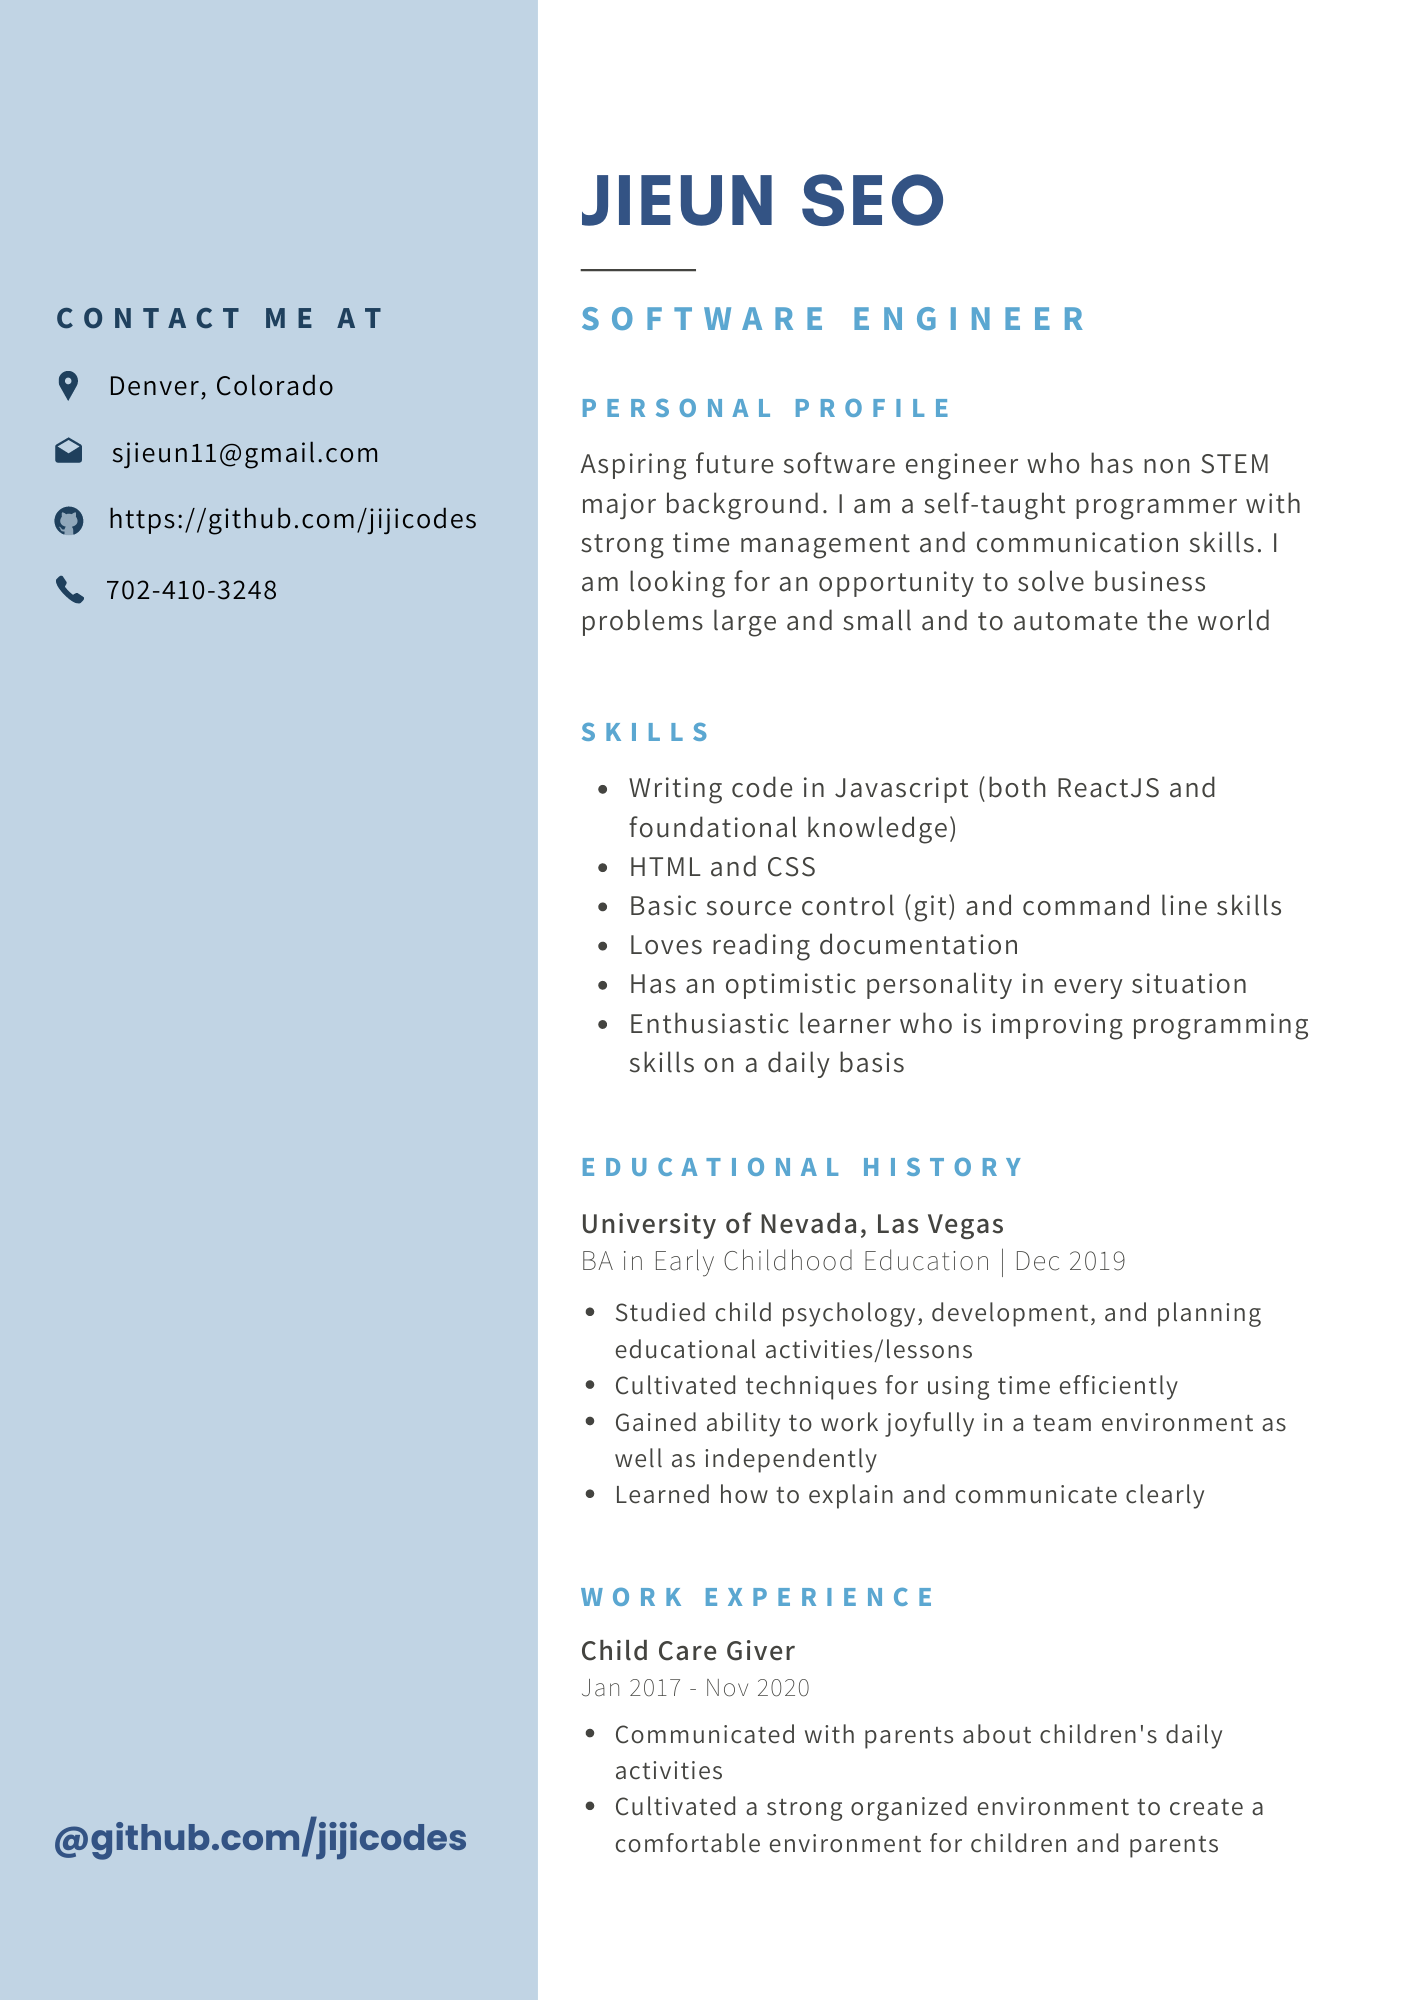 JIEUN SEO
SOFTWARE ENGINEER
CONTACT ME AT
Denver, Colorado
sjieun11@gmail.com
https://github.com/jijicodes
702-410-3248
@github.com/jijicodes
PERSONAL PROFILE
Aspiring future software engineer who has non STEM
major background. I am a self-taught programmer with
strong time management and communication skills. I
am looking for an opportunity to solve business
problems large and small and to automate the world
SKILLS
• Writing code in Javascript (both ReactJS and
foundational knowledge)
• HTML and CSS
• Basic source control (git) and command line skills
• Loves reading documentation
• Has an optimistic personality in every situation
• Enthusiastic learner who is improving programming
skills on a daily basis
EDUCATIONAL HISTORY
University of Nevada, Las Vegas
BA in Early Childhood Education | Dec 2019
• Studied child psychology, development, and planning
educational activities/lessons
• Cultivated techniques for using time efficiently
• Gained ability to work joyfully in a team environment as
well as independently
• Learned how to explain and communicate clearly
WORK EXPERIENCE
Child Care Giver
Jan 2017 - Nov 2020
• Communicated with parents about children's daily
activities
• Cultivated a strong organized environment to create a
comfortable environment for children and parents